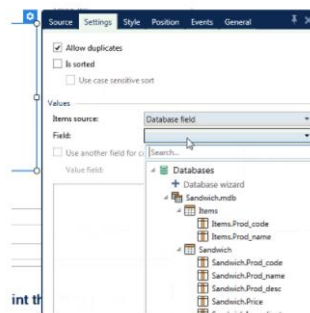 Source Settings Style Position Events General
Allow duplicates
Is sorted
Use case sensitive sort
Values
Items source: Database field
Field:
Use another field for
Search...
Value field:
Databases
Database wizard
Sandwich.mdb
Items
Items.Prod_code
Items.Prod_name
Sandwich
Sandwich.Prod_code
Sandwich.Prod_name
Sandwich.Prod_desc
Sandwich.Price
int th